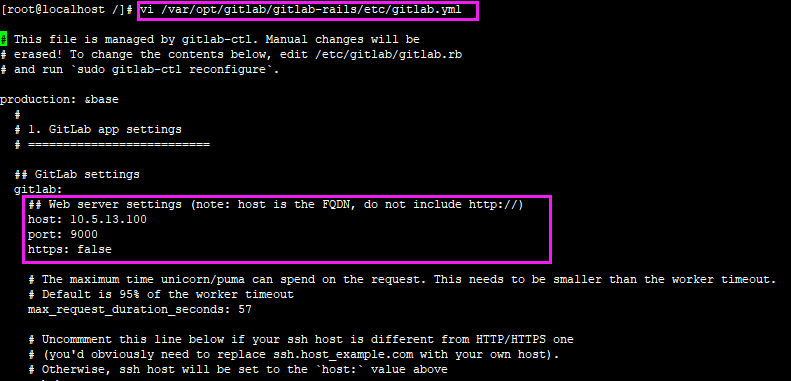 [root@localhost /]# vi /var/opt/gitlab/gitlab-rails/etc/gitlab.yml
# This file is managed by gitlab-ctl. Manual changes will be
# erased! To change the contents below, edit /etc/gitlab/gitlab.rb
# and run `sudo gitlab-ctl reconfigure`.
production: &base
#
# 1. GitLab app settings
# ==========================
## GitLab settings
gitlab:
## Web server settings (note: host is the FQDN, do not include http://)
host: 10.5.13.100
port: 9000
https: false
# The maximum time unicorn/puma can spend on the request. This needs to be smaller than the worker timeout.
# Default is 95% of the worker timeout
max_request_duration_seconds: 57
# Uncommment this line below if your ssh host is different from HTTP/HTTPS one
# (you'd obviously need to replace ssh.host_example.com with your own host).
# Otherwise, ssh host will be set to the `host:` value above